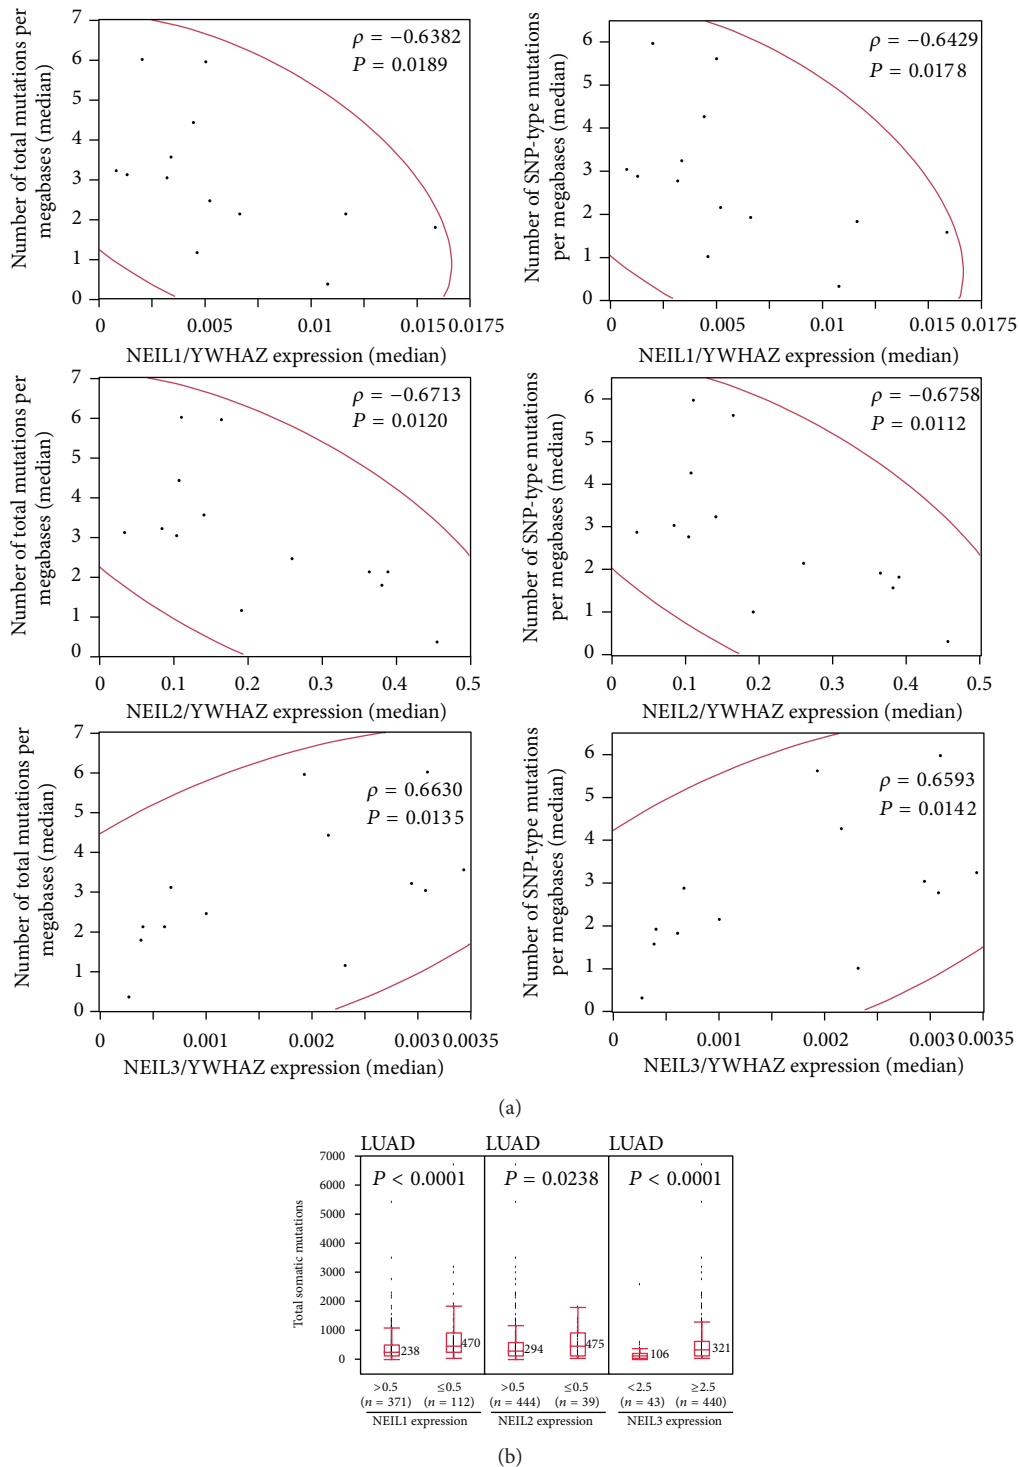 Number of total mutations per
megabases (median)
7
6
5
4
3
2
1
0
ρ = −0.6382
P = 0.0189
0 0.005 0.01 0.015 0.0175
NEIL1/YWHAZ expression (median)
Number of SNP-type mutations
per megabases (median)
6
5
4
3
2
1
0
ρ = −0.6429
P = 0.0178
0 0.005 0.01 0.015 0.0175
NEIL1/YWHAZ expression (median)
Number of total mutations per
megabases (median)
7
6
5
4
3
2
1
0
ρ = −0.6713
P = 0.0120
0 0.1 0.2 0.3 0.4 0.5
NEIL2/YWHAZ expression (median)
Number of SNP-type mutations
per megabases (median)
6
5
4
3
2
1
0
ρ = −0.6758
P = 0.0112
0 0.1 0.2 0.3 0.4 0.5
NEIL2/YWHAZ expression (median)
Number of total mutations per
megabases (median)
7
6
5
4
3
2
1
0
ρ = 0.6630
P = 0.0135
0 0.001 0.002 0.003 0.0035
NEIL3/YWHAZ expression (median)
Number of SNP-type mutations
per megabases (median)
6
5
4
3
2
1
0
ρ = 0.6593
P = 0.0142
0 0.001 0.002 0.003 0.0035
NEIL3/YWHAZ expression (median)
(a)
LUAD LUAD LUAD
Total somatic mutations
7000
6000
5000
4000
3000
2000
1000
0
P < 0.0001 P = 0.0238 P < 0.0001
238 470 294 475 106 321
>0.5 ≤0.5 >0.5 ≤0.5 <2.5 ≥2.5
(n = 371) (n = 112) (n = 444) (n = 39) (n = 43) (n = 440)
NEIL1 expression NEIL2 expression NEIL3 expression
(b)